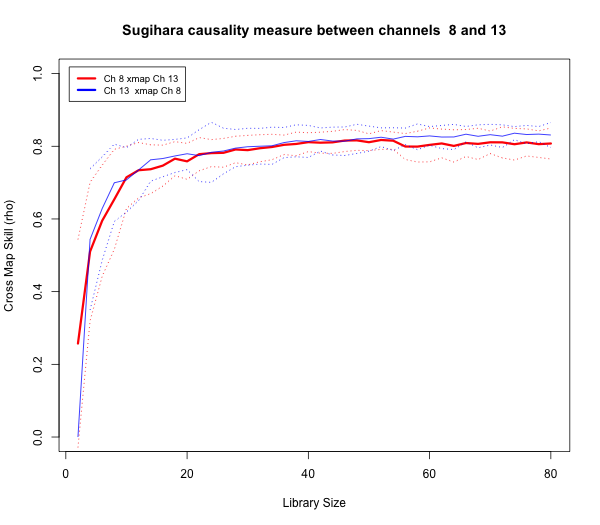 Sugihara causality measure between channels  8 and 13
Ch 8 xmap Ch 13
Ch 13  xmap Ch 8
Cross Map Skill (rho)
1.0
0.8
0.6
0.4
0.2
0.0
0 20 40 60 80
Library Size